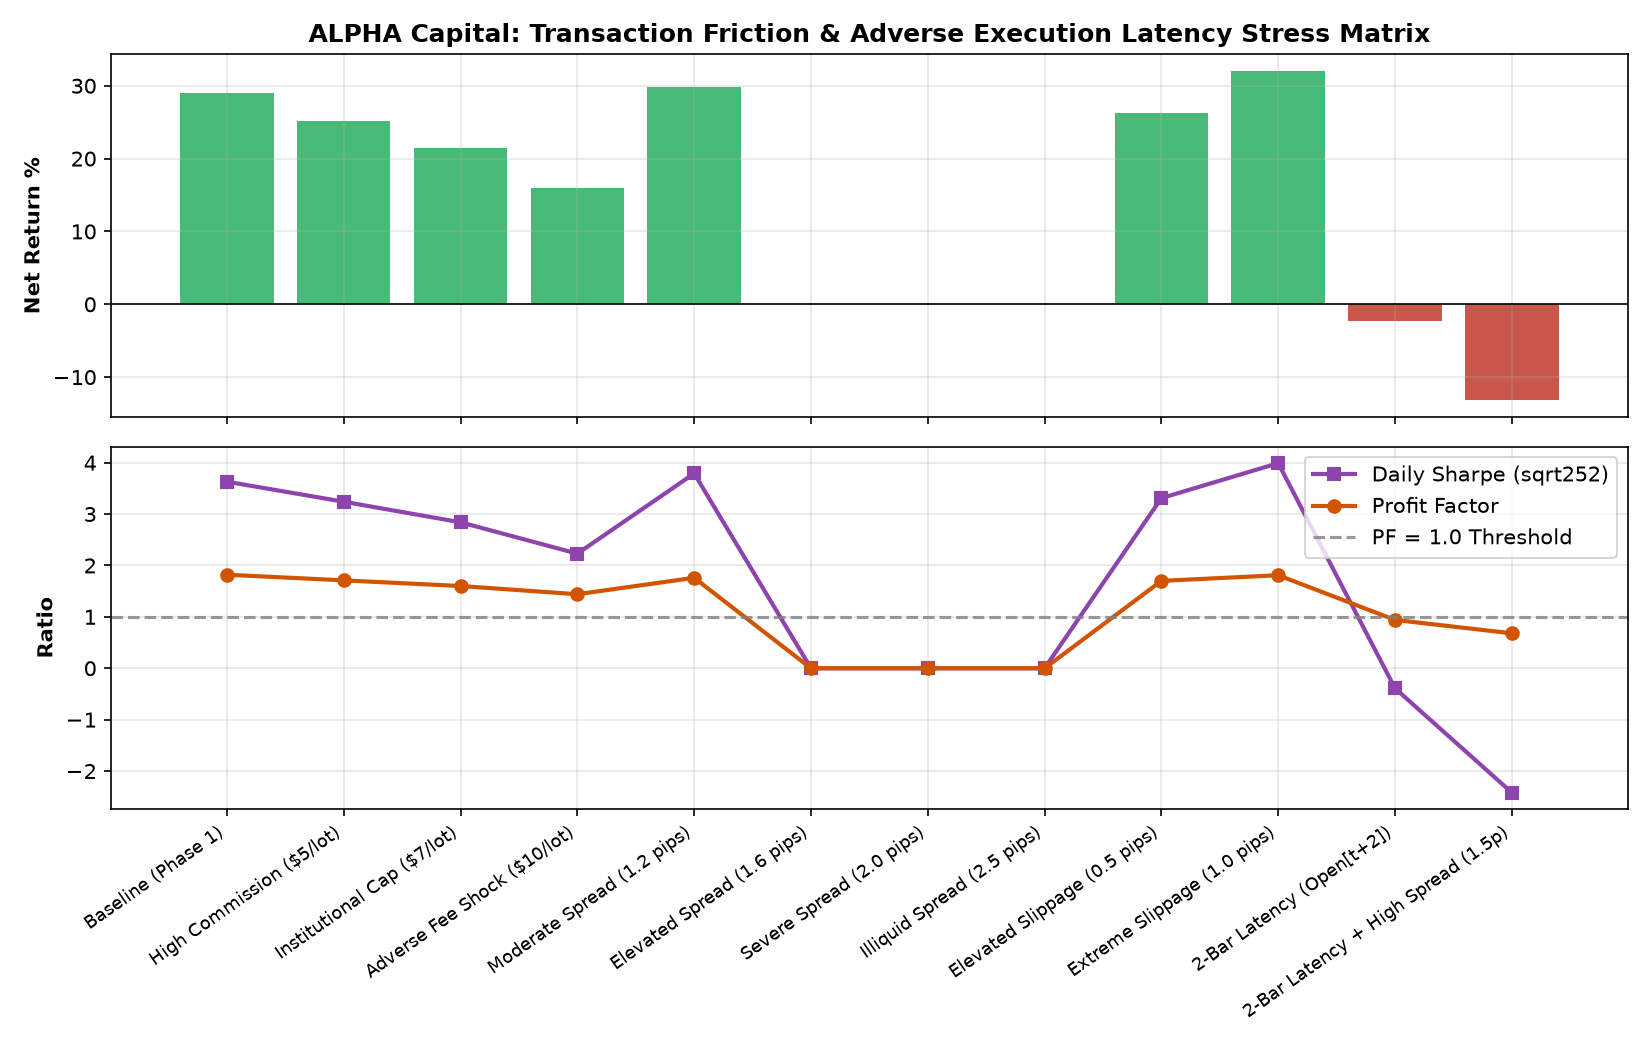 ALPHA Capital: Transaction Friction & Adverse Execution Latency Stress Matrix
Net Return %
30
20
10
0
−10
Ratio
4
3
2
1
0
−1
−2
Daily Sharpe (sqrt252)
Profit Factor
PF = 1.0 Threshold
Baseline (Phase 1)
High Commission ($5/lot)
Institutional Cap ($7/lot)
Adverse Fee Shock ($10/lot)
Moderate Spread (1.2 pips)
Elevated Spread (1.6 pips)
Severe Spread (2.0 pips)
Illiquid Spread (2.5 pips)
Elevated Slippage (0.5 pips)
Extreme Slippage (1.0 pips)
2-Bar Latency (Open[t+2])
2-Bar Latency + High Spread (1.5p)